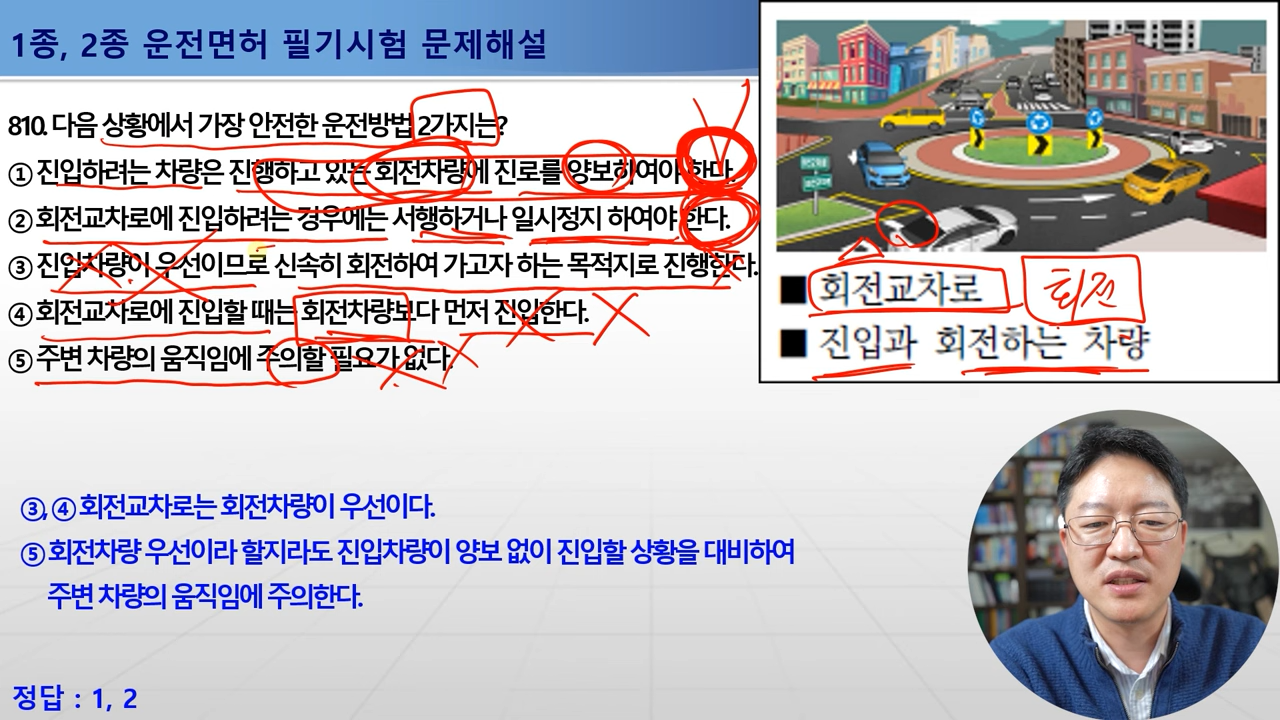 1종, 2종 운전면허 필기시험 문제해설
810. 다음 상황에서 가장 안전한 운전방법 2가지는?
① 진입하려는 차량은 진행하고 있는 회전차량에 진로를 양보하여야 한다.
② 회전교차로에 진입하려는 경우에는 서행하거나 일시정지 하여야 한다.
③ 진입차량이 우선이므로 신속히 회전하여 가고자 하는 목적지로 진행한다.
④ 회전교차로에 진입할 때는 회전차량보다 먼저 진입한다.
⑤ 주변 차량의 움직임에 주의할 필요가 없다.
■ 회전교차로
회전
■ 진입과 회전하는 차량
③, ④ 회전교차로는 회전차량이 우선이다.
⑤ 회전차량 우선이라 할지라도 진입차량이 양보 없이 진입할 상황을 대비하여
주변 차량의 움직임에 주의한다.
정답 : 1, 2